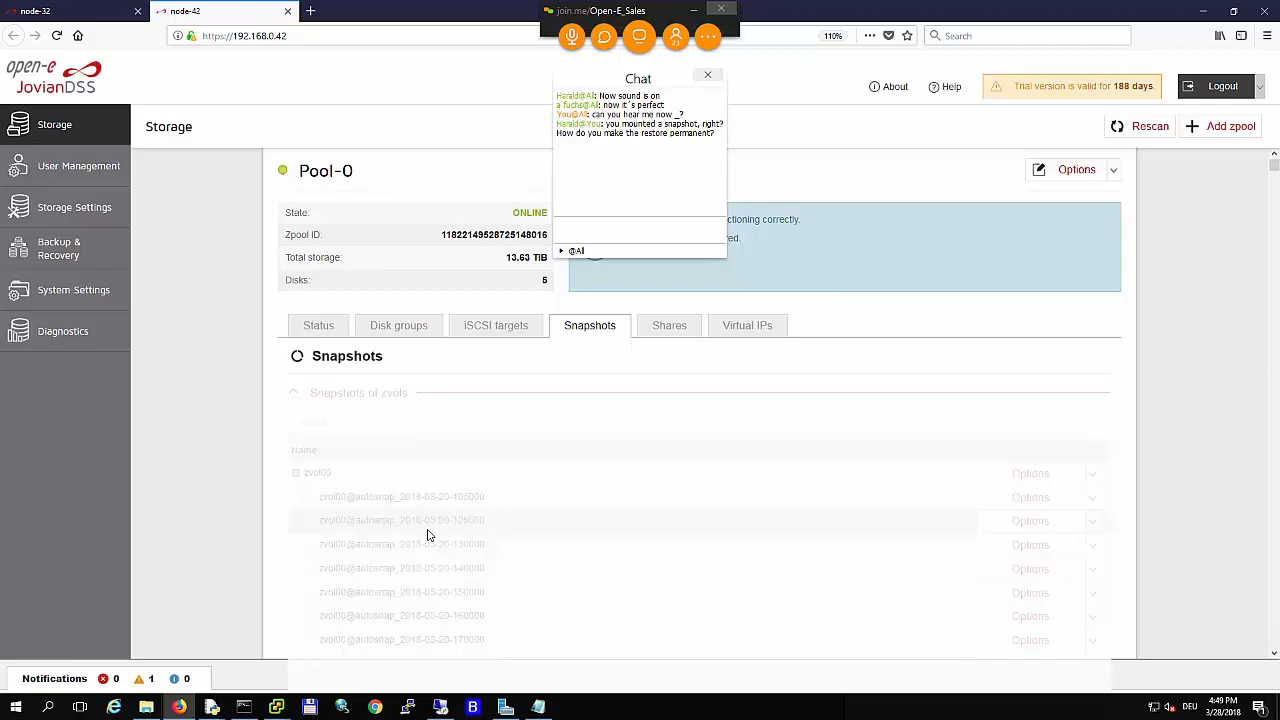 node-32
node-42
join.me/Open-E_Sales
https://192.168.0.42
110%
Search
23
open-e
JovianDSS
About
Help
Trial version is valid for 188 days.
Logout
Chat
Harald@All: Now sound is on
a fuchs@All: now it´s perfect
You@All: can you hear me now _?
Harald@You: you mounted a snapshot, right?
How do you make the restore permanent?
@All
Storage
User Management
Storage Settings
Backup &
Recovery
System Settings
Diagnostics
Storage
Rescan
Add zpool
Pool-0
Options
State: ONLINE
Zpool ID: 11822149528725148016
Total storage: 13.63 TiB
Disks: 5
ctioning correctly.
red.
Status
Disk groups
iSCSI targets
Snapshots
Shares
Virtual IPs
Snapshots
Snapshots of zvols
Name
zvol00 Options
zvol00@autosnap_2018-03-20-105000 Options
zvol00@autosnap_2018-03-20-125500 Options
zvol00@autosnap_2018-03-20-130000 Options
zvol00@autosnap_2018-03-20-140000 Options
zvol00@autosnap_2018-03-20-150000 Options
zvol00@autosnap_2018-03-20-160000 Options
zvol00@autosnap_2018-03-20-170000 Options
Notifications 0 1 0
DEU
4:49 PM
3/28/2018